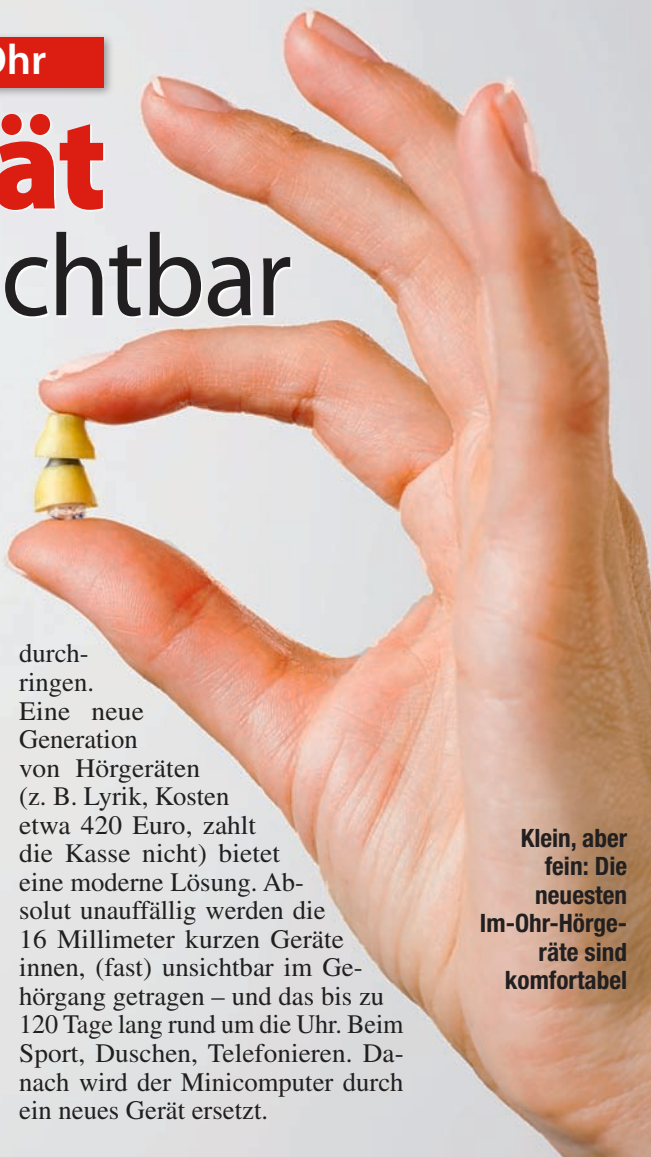 Ohr
ät
chtbar
durch-
ringen.
Eine neue
Generation
von Hörgeräten
(z. B. Lyrik, Kosten
etwa 420 Euro, zahlt
die Kasse nicht) bietet
eine moderne Lösung. Ab-
solut unauffällig werden die
16 Millimeter kurzen Geräte
innen, (fast) unsichtbar im Ge-
hörgang getragen – und das bis zu
120 Tage lang rund um die Uhr. Beim
Sport, Duschen, Telefonieren. Da-
nach wird der Minicomputer durch
ein neues Gerät ersetzt.
Klein, aber
fein: Die
neuesten
Im-Ohr-Hörge-
räte sind
komfortabel